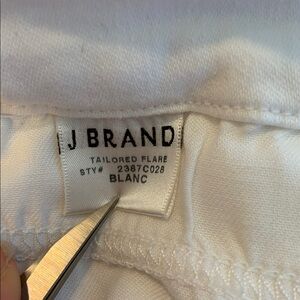 J BRAND
TAILORED FLARE
STY# 2387C028
BLANC